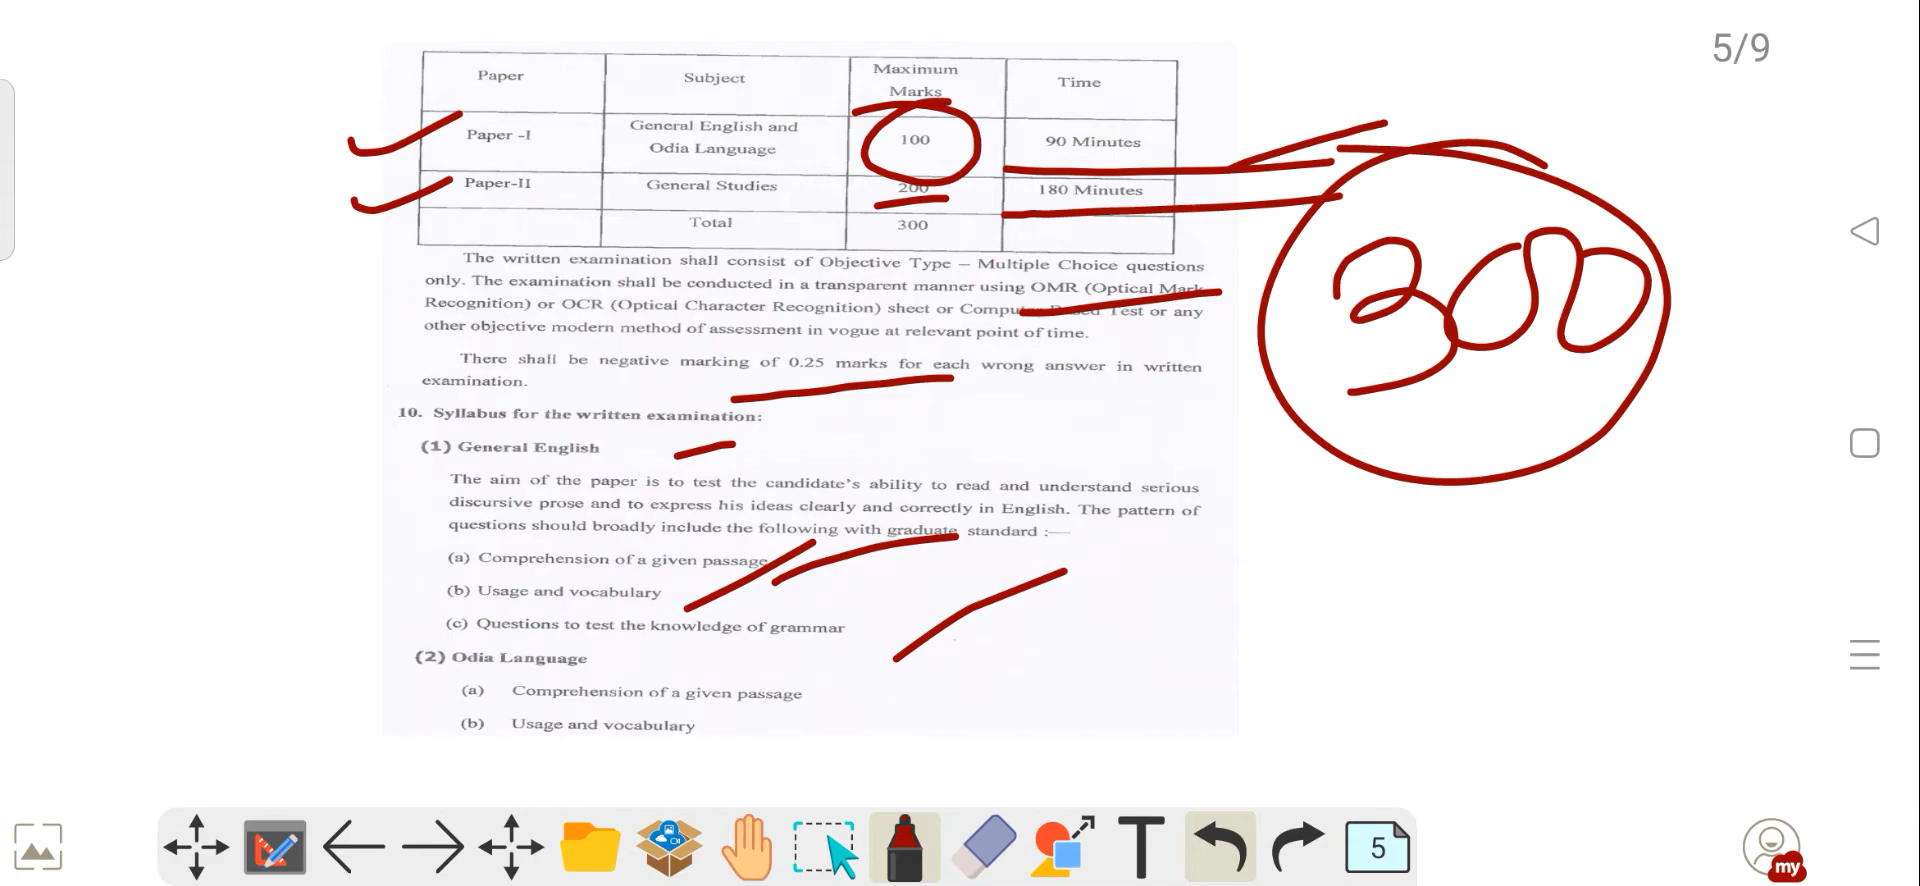 5/9
Paper Subject Maximum Marks Time
Paper -I General English and Odia Language 100 90 Minutes
Paper-II General Studies 200 180 Minutes
Total 300
300
The written examination shall consist of Objective Type – Multiple Choice questions
only. The examination shall be conducted in a transparent manner using OMR (Optical Mark
Recognition) or OCR (Optical Character Recognition) sheet or Computer Based Test or any
other objective modern method of assessment in vogue at relevant point of time.
There shall be negative marking of 0.25 marks for each wrong answer in written
examination.
10. Syllabus for the written examination:
(1) General English
The aim of the paper is to test the candidate's ability to read and understand serious
discursive prose and to express his ideas clearly and correctly in English. The pattern of
questions should broadly include the following with graduate standard :—
(a) Comprehension of a given passage
(b) Usage and vocabulary
(c) Questions to test the knowledge of grammar
(2) Odia Language
(a) Comprehension of a given passage
(b) Usage and vocabulary
T
5
my